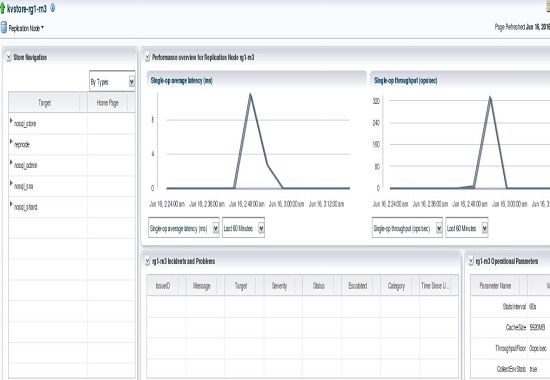 kvstore-rg1-rn3
Replication Node
Page Refreshed Jun 16, 2016
Store Navigation
By Types
Target Home Page
nosql_store
repnode
nosql_admin
nosql_sna
nosql_shard
Performance overview for Replication Node rg1-rn3
Single-op average latency (ms)
8
4
0
Jun 16, 2:24:00 am Jun 16, 2:36:00 am Jun 16, 2:48:00 am Jun 16, 3:00:00 am Jun 16, 3:12:00 am
Single-op average latency (ms) Last 60 Minutes
Single-op throughput (ops/sec)
320
240
160
80
0
Jun 16, 2:24:00 am Jun 16, 2:36:00 am Jun 16, 2:48:00 am Jun 16, 3:00:00 am Jun 16, 3:
Single-op throughput (ops/sec) Last 60 Minutes
rg1-rn3 Incidents and Problems
IssueID Message Target Severity Status Escalated Category Time Since U...
rg1-rn3 Operational Parameters
Parameter Name V
StatsInterval 60s
CacheSize 5920MB
ThroughputFloor 0ops/sec
CollectEnvStats true